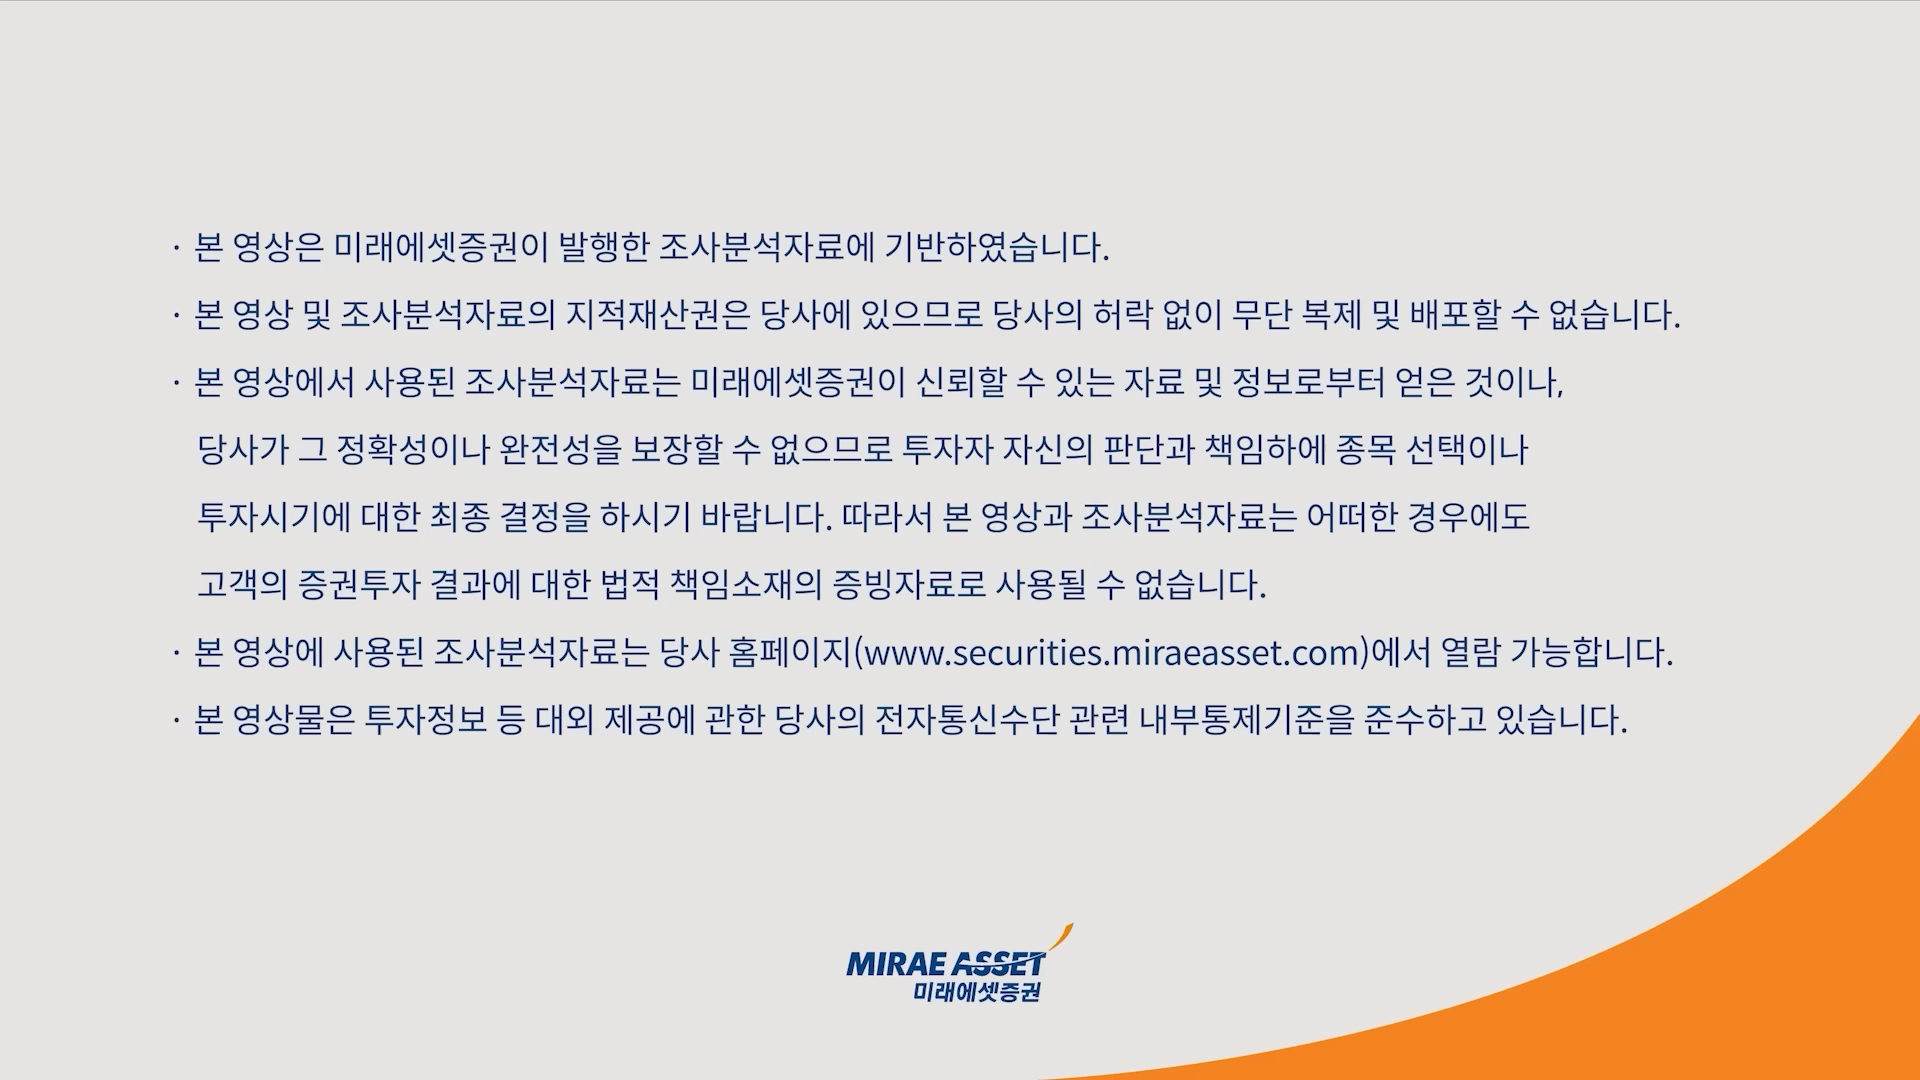 · 본 영상은 미래에셋증권이 발행한 조사분석자료에 기반하였습니다.
· 본 영상 및 조사분석자료의 지적재산권은 당사에 있으므로 당사의 허락 없이 무단 복제 및 배포할 수 없습니다.
· 본 영상에서 사용된 조사분석자료는 미래에셋증권이 신뢰할 수 있는 자료 및 정보로부터 얻은 것이나,
당사가 그 정확성이나 완전성을 보장할 수 없으므로 투자자 자신의 판단과 책임하에 종목 선택이나
투자시기에 대한 최종 결정을 하시기 바랍니다. 따라서 본 영상과 조사분석자료는 어떠한 경우에도
고객의 증권투자 결과에 대한 법적 책임소재의 증빙자료로 사용될 수 없습니다.
· 본 영상에 사용된 조사분석자료는 당사 홈페이지(www.securities.miraeasset.com)에서 열람 가능합니다.
· 본 영상물은 투자정보 등 대외 제공에 관한 당사의 전자통신수단 관련 내부통제기준을 준수하고 있습니다.
MIRAE ASSET
미래에셋증권